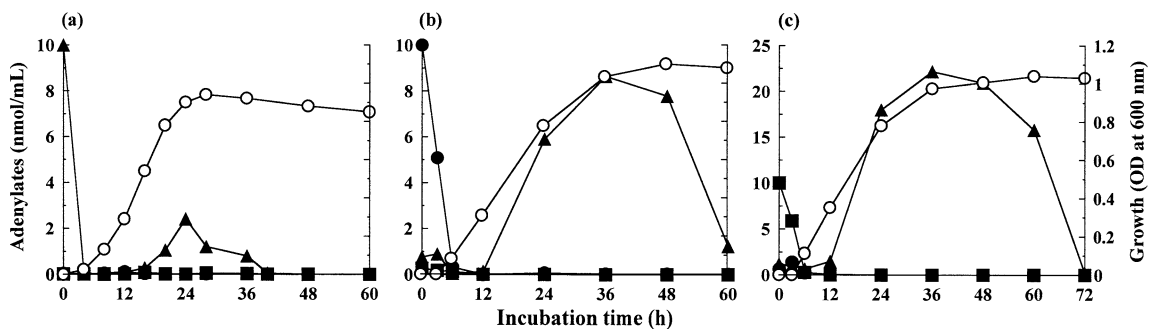 (a)
(b)
(c)
Adenylates (nmol/mL)
10
8
6
4
2
0
0 12 24 36 48 60
10
8
6
4
2
0
0 12 24 36 48 60
25
20
15
10
5
0
0 12 24 36 48 60 72
1.2
1
0.8
0.6
0.4
0.2
0
Growth (OD at 600 nm)
Incubation time (h)